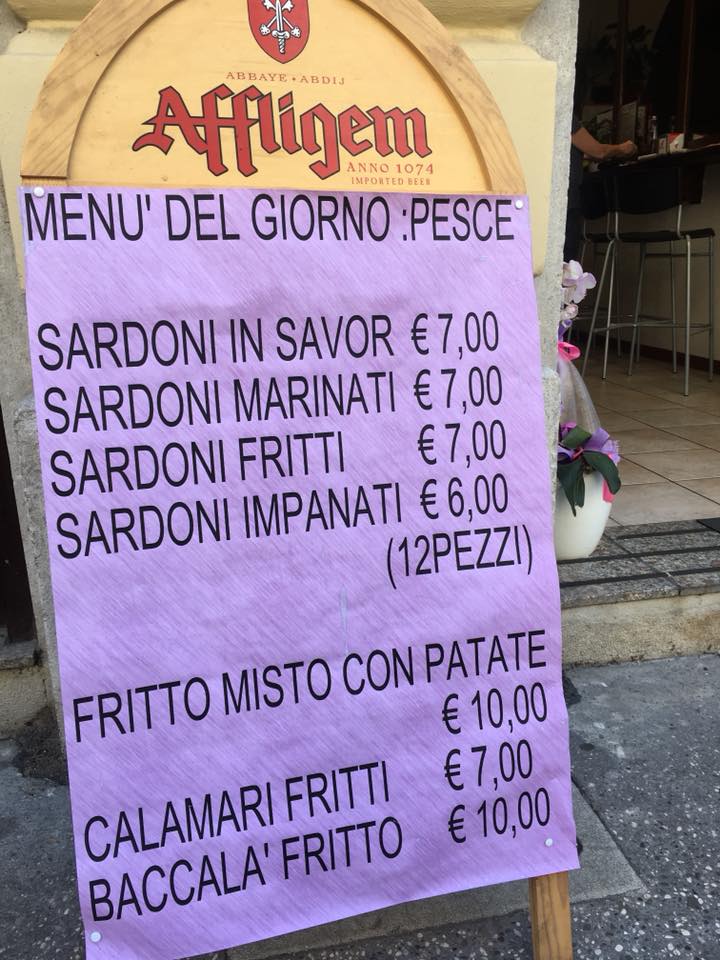 ABBAYE • ABDIJ
Affligem
ANNO 1074
IMPORTED BEER
MENU' DEL GIORNO :PESCE
SARDONI IN SAVOR € 7,00
SARDONI MARINATI € 7,00
SARDONI FRITTI € 7,00
SARDONI IMPANATI € 6,00
(12PEZZI)
FRITTO MISTO CON PATATE
€ 10,00
CALAMARI FRITTI € 7,00
BACCALA' FRITTO € 10,00